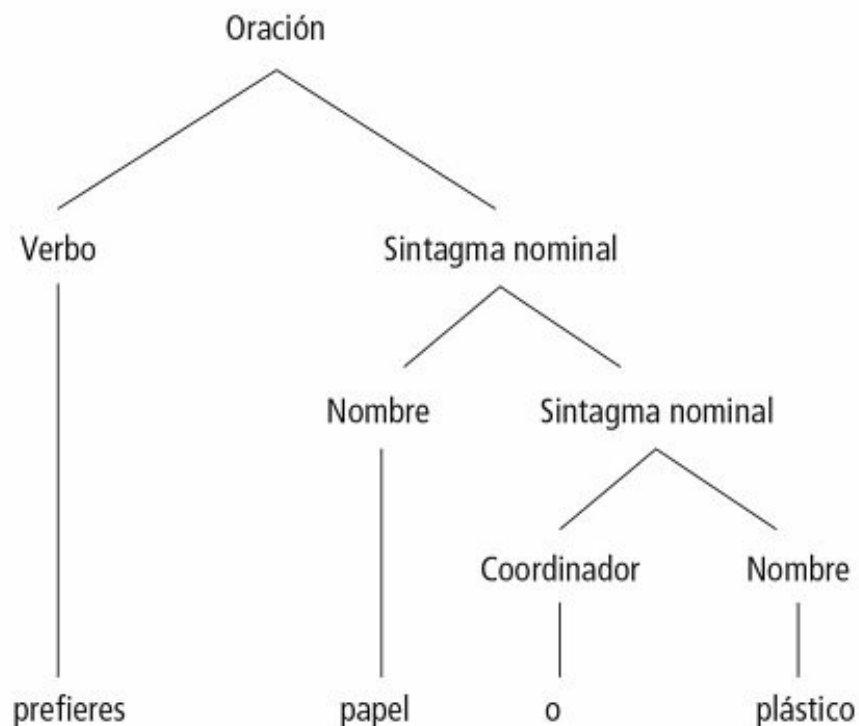 Oración
Verbo Sintagma nominal
Nombre Sintagma nominal
Coordinador Nombre
prefieres papel o plástico